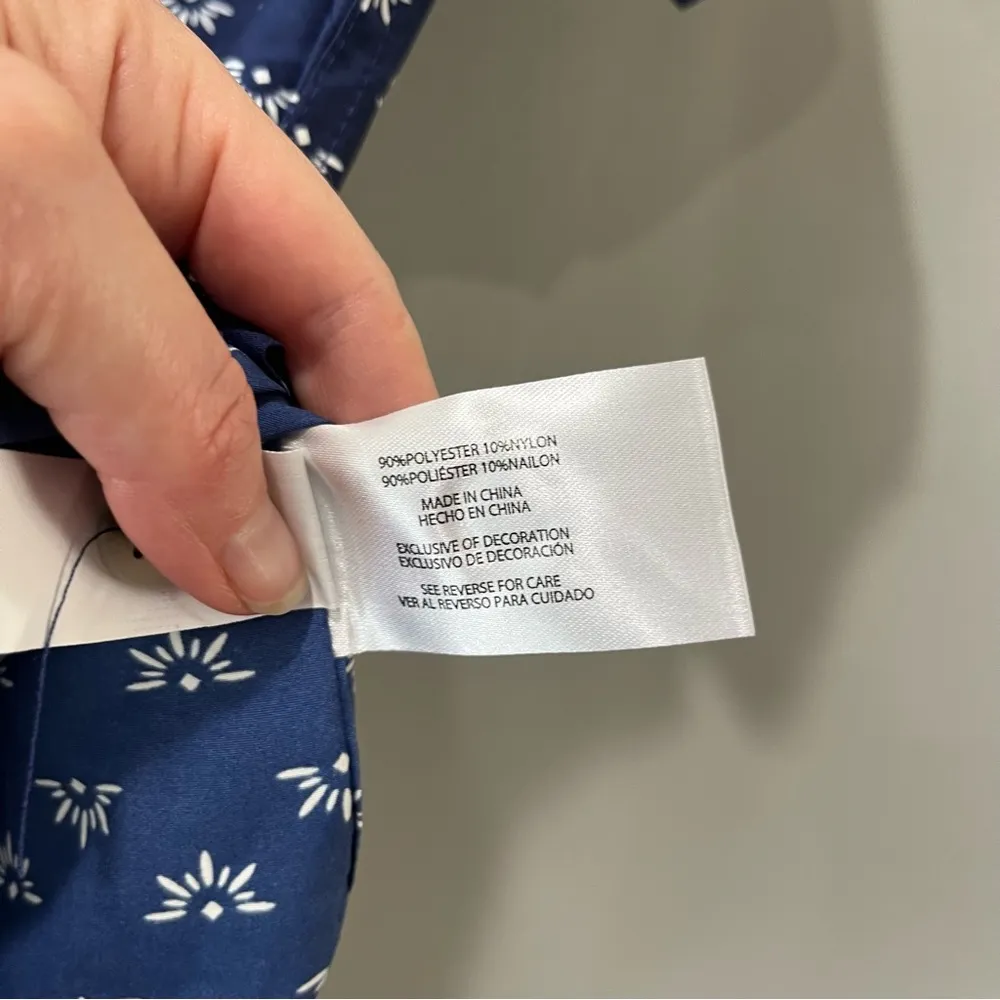 90%POLYESTER 10%NYLON
90%POLIÉSTER 10%NAILON
MADE IN CHINA
HECHO EN CHINA
EXCLUSIVE OF DECORATION
EXCLUSIVO DE DECORACIÓN
SEE REVERSE FOR CARE
VER AL REVERSO PARA CUIDADO